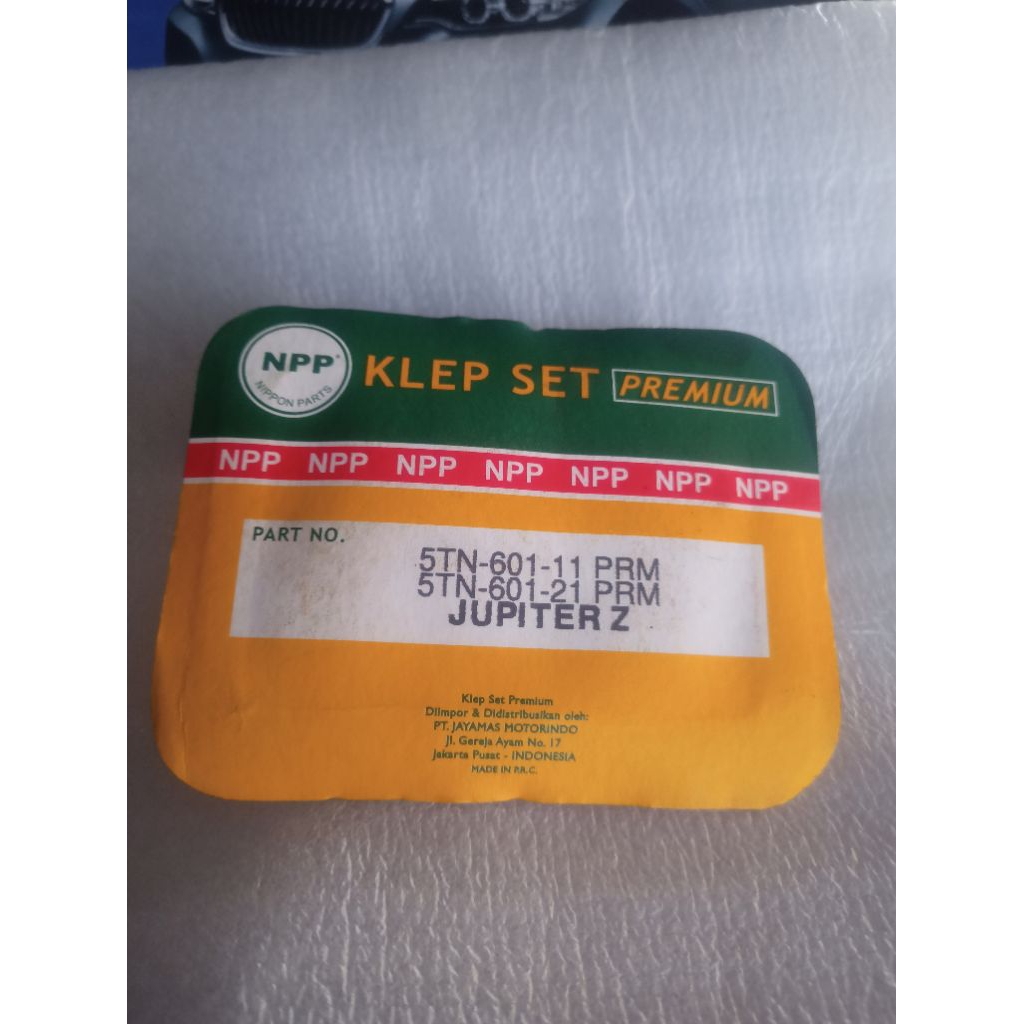 NPP
NIPPON PARTS
KLEP SET PREMIUM
NPP NPP NPP NPP NPP NPP NPP
PART NO.
5TN-601-11 PRM
5TN-601-21 PRM
JUPITER Z
Klep Set Premium
Diimpor & Didistribusikan oleh:
PT. JAYAMAS MOTORINDO
Jl. Gereja Ayam No. 17
Jakarta Pusat - INDONESIA
MADE IN P.R.C.